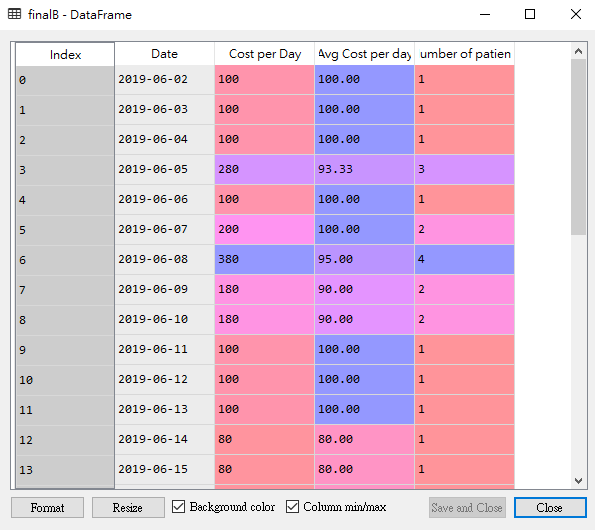 finalB - DataFrame
Index Date Cost per Day Avg Cost per day umber of patien
0 2019-06-02 100 100.00 1
1 2019-06-03 100 100.00 1
2 2019-06-04 100 100.00 1
3 2019-06-05 280 93.33 3
4 2019-06-06 100 100.00 1
5 2019-06-07 200 100.00 2
6 2019-06-08 380 95.00 4
7 2019-06-09 180 90.00 2
8 2019-06-10 180 90.00 2
9 2019-06-11 100 100.00 1
10 2019-06-12 100 100.00 1
11 2019-06-13 100 100.00 1
12 2019-06-14 80 80.00 1
13 2019-06-15 80 80.00 1
Format Resize Background color Column min/max Save and Close Close